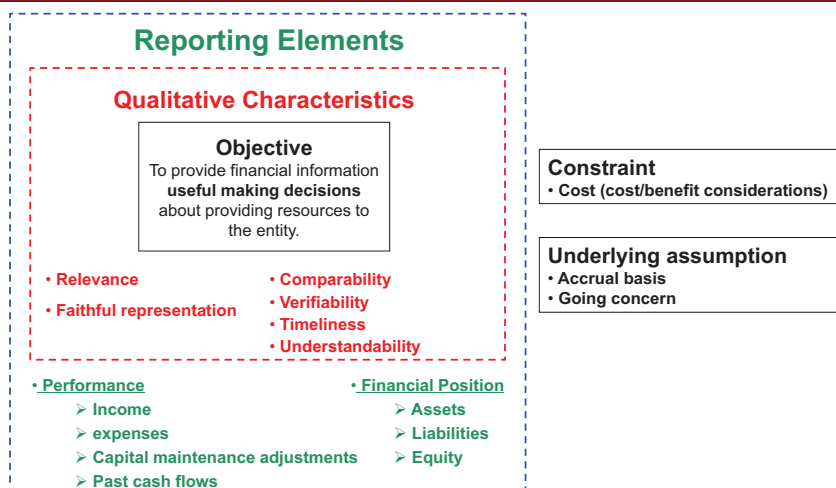 Reporting Elements
Qualitative Characteristics
Objective
To provide financial information
useful making decisions
about providing resources to
the entity.
• Relevance
• Faithful representation
• Comparability
• Verifiability
• Timeliness
• Understandability
• Performance
➢ Income
➢ expenses
➢ Capital maintenance adjustments
➢ Past cash flows
• Financial Position
➢ Assets
➢ Liabilities
➢ Equity
Constraint
• Cost (cost/benefit considerations)
Underlying assumption
• Accrual basis
• Going concern